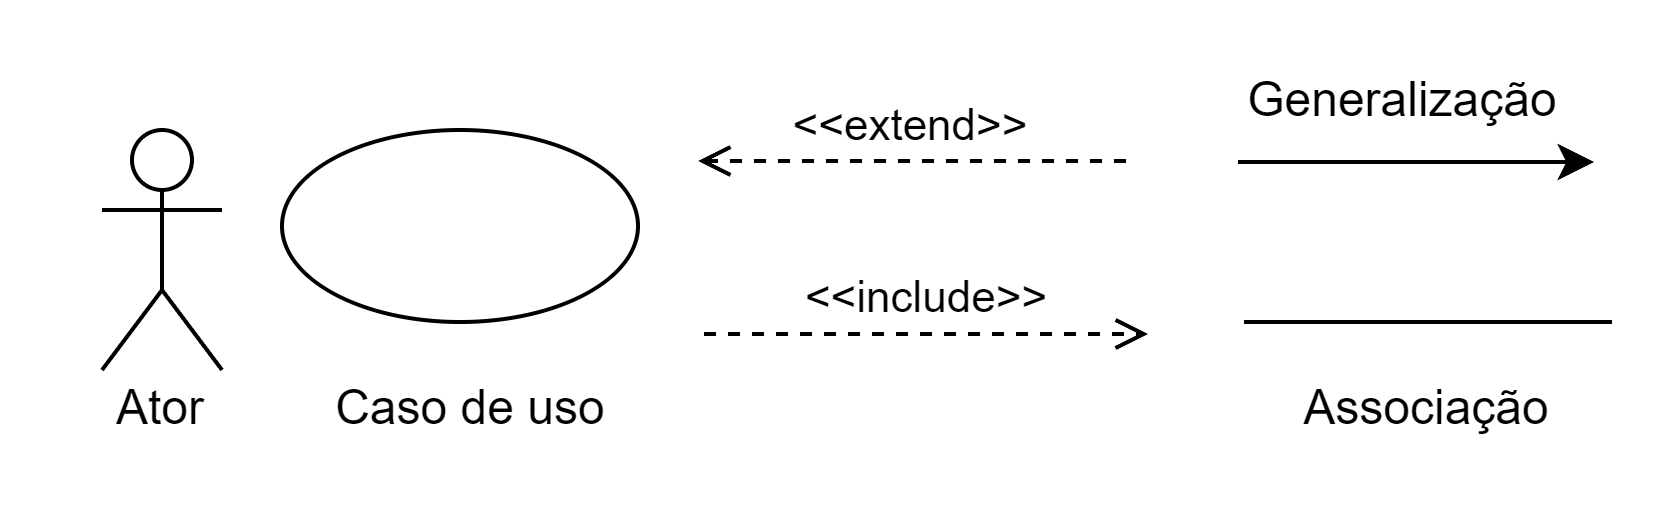 Ator
Caso de uso
<<extend>>
<<include>>
Generalização
Associação